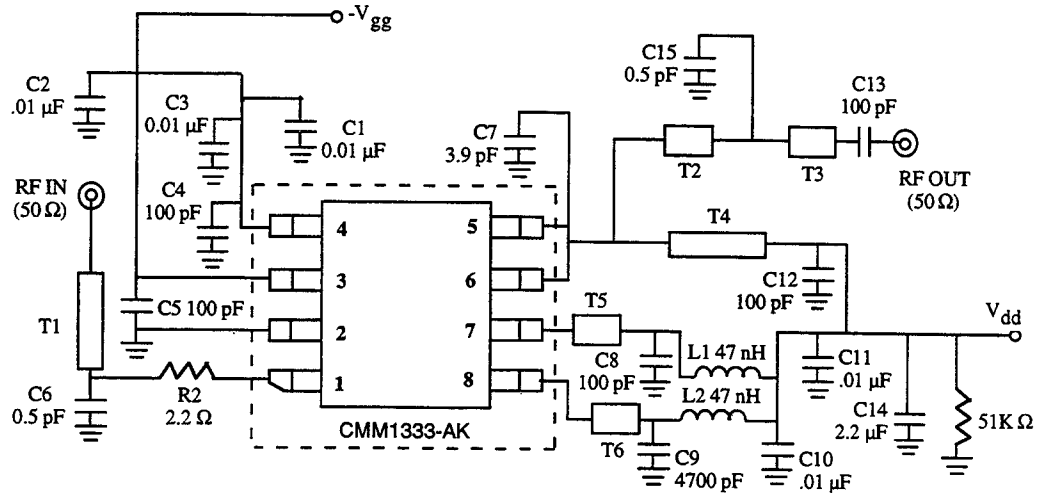 -Vgg
C2
.01 µF
C3
0.01 µF
C1
0.01 µF
C4
100 pF
RF IN
(50 Ω)
T1
C5 100 pF
C6
0.5 pF
R2
2.2 Ω
4
3
2
1
5
6
7
8
CMM1333-AK
C7
3.9 pF
C15
0.5 pF
C13
100 pF
T2
T3
RF OUT
(50 Ω)
T4
C12
100 pF
T5
C8
100 pF
L1 47 nH
L2 47 nH
T6
C9
4700 pF
C10
.01 µF
C11
.01 µF
C14
2.2 µF
Vdd
51K Ω